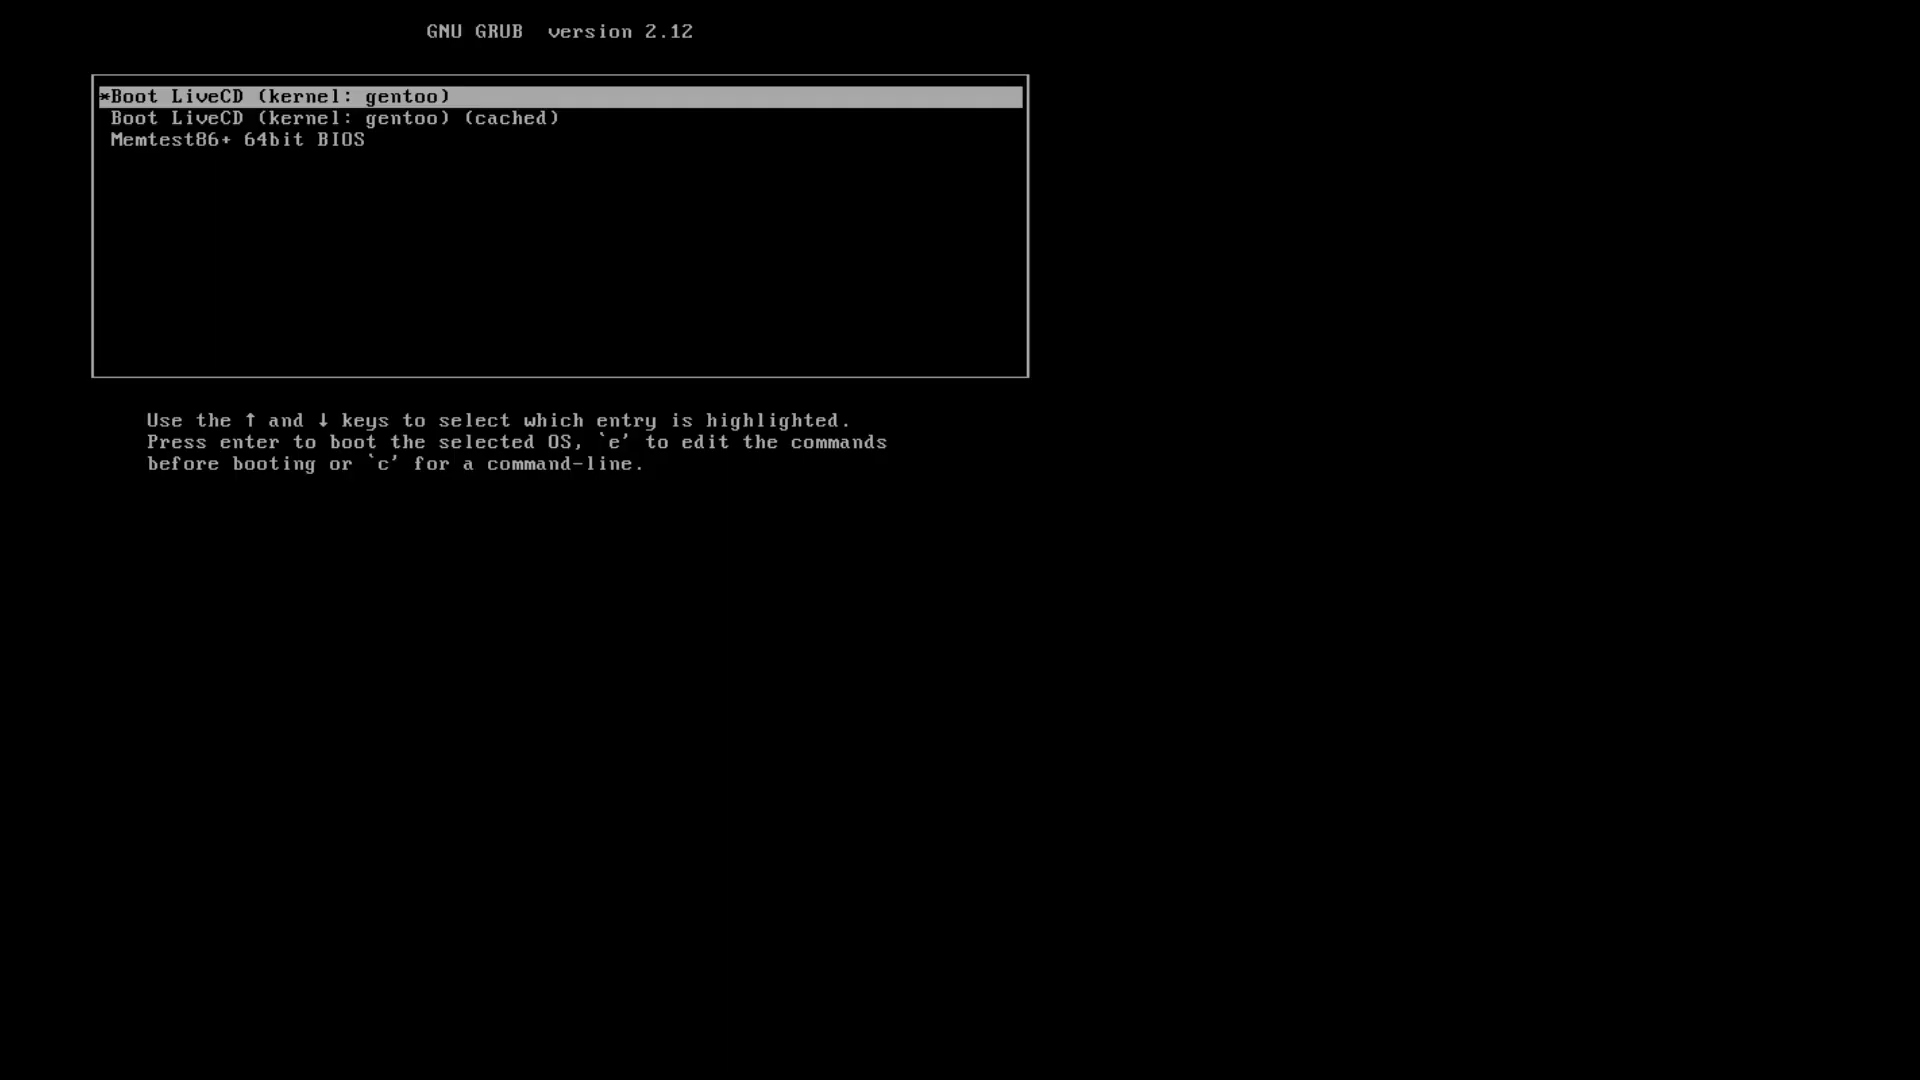 GNU GRUB  version 2.12
*Boot LiveCD (kernel: gentoo)
Boot LiveCD (kernel: gentoo) (cached)
Memtest86+ 64bit BIOS
Use the ↑ and ↓ keys to select which entry is highlighted.
Press enter to boot the selected OS, `e' to edit the commands
before booting or `c' for a command-line.